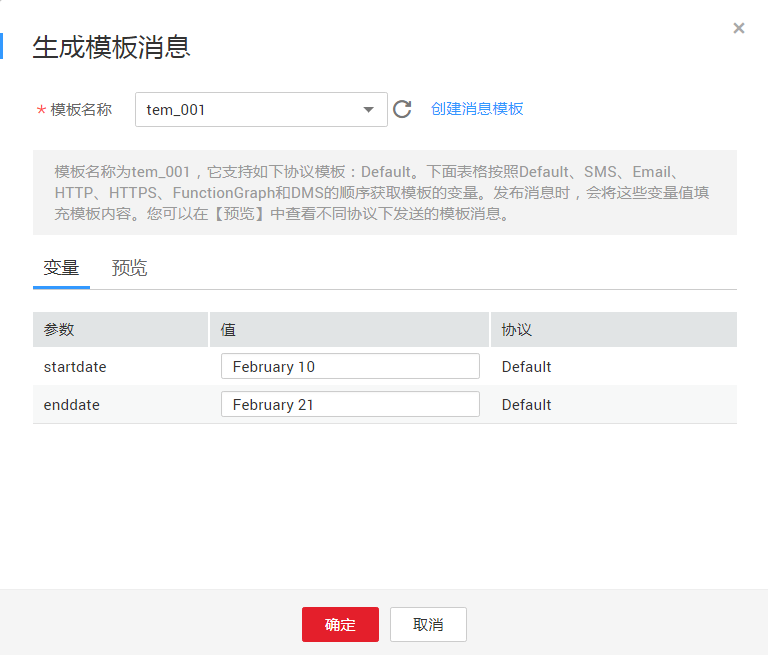 生成模板消息
×
* 模板名称 tem_001 创建消息模板
模板名称为tem_001，它支持如下协议模板：Default。下面表格按照Default、SMS、Email、
HTTP、HTTPS、FunctionGraph和DMS的顺序获取模板的变量。发布消息时，会将这些变量值填
充模板内容。您可以在【预览】中查看不同协议下发送的模板消息。
变量 预览
参数 值 协议
startdate February 10 Default
enddate February 21 Default
确定 取消